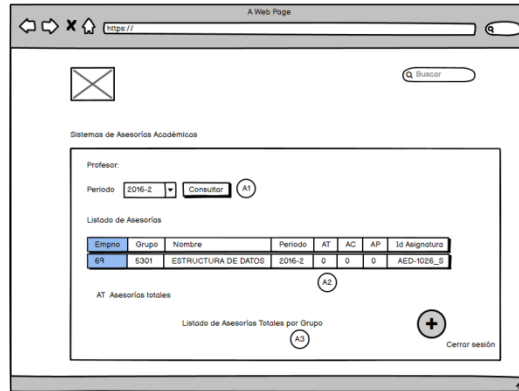 A Web Page
https://
Buscar
Sistemas de Asesorías Académicas
Profesor:
Periodo 2016-2 Consultar A1
Listado de Asesorías
Empno Grupo Nombre Periodo AT AC AP Id Asignatura
69 5301 ESTRUCTURA DE DATOS 2016-2 0 0 0 AED-1026_S
A2
AT Asesorías totales
Listado de Asesorías Totales por Grupo
A3
Cerrar sesión